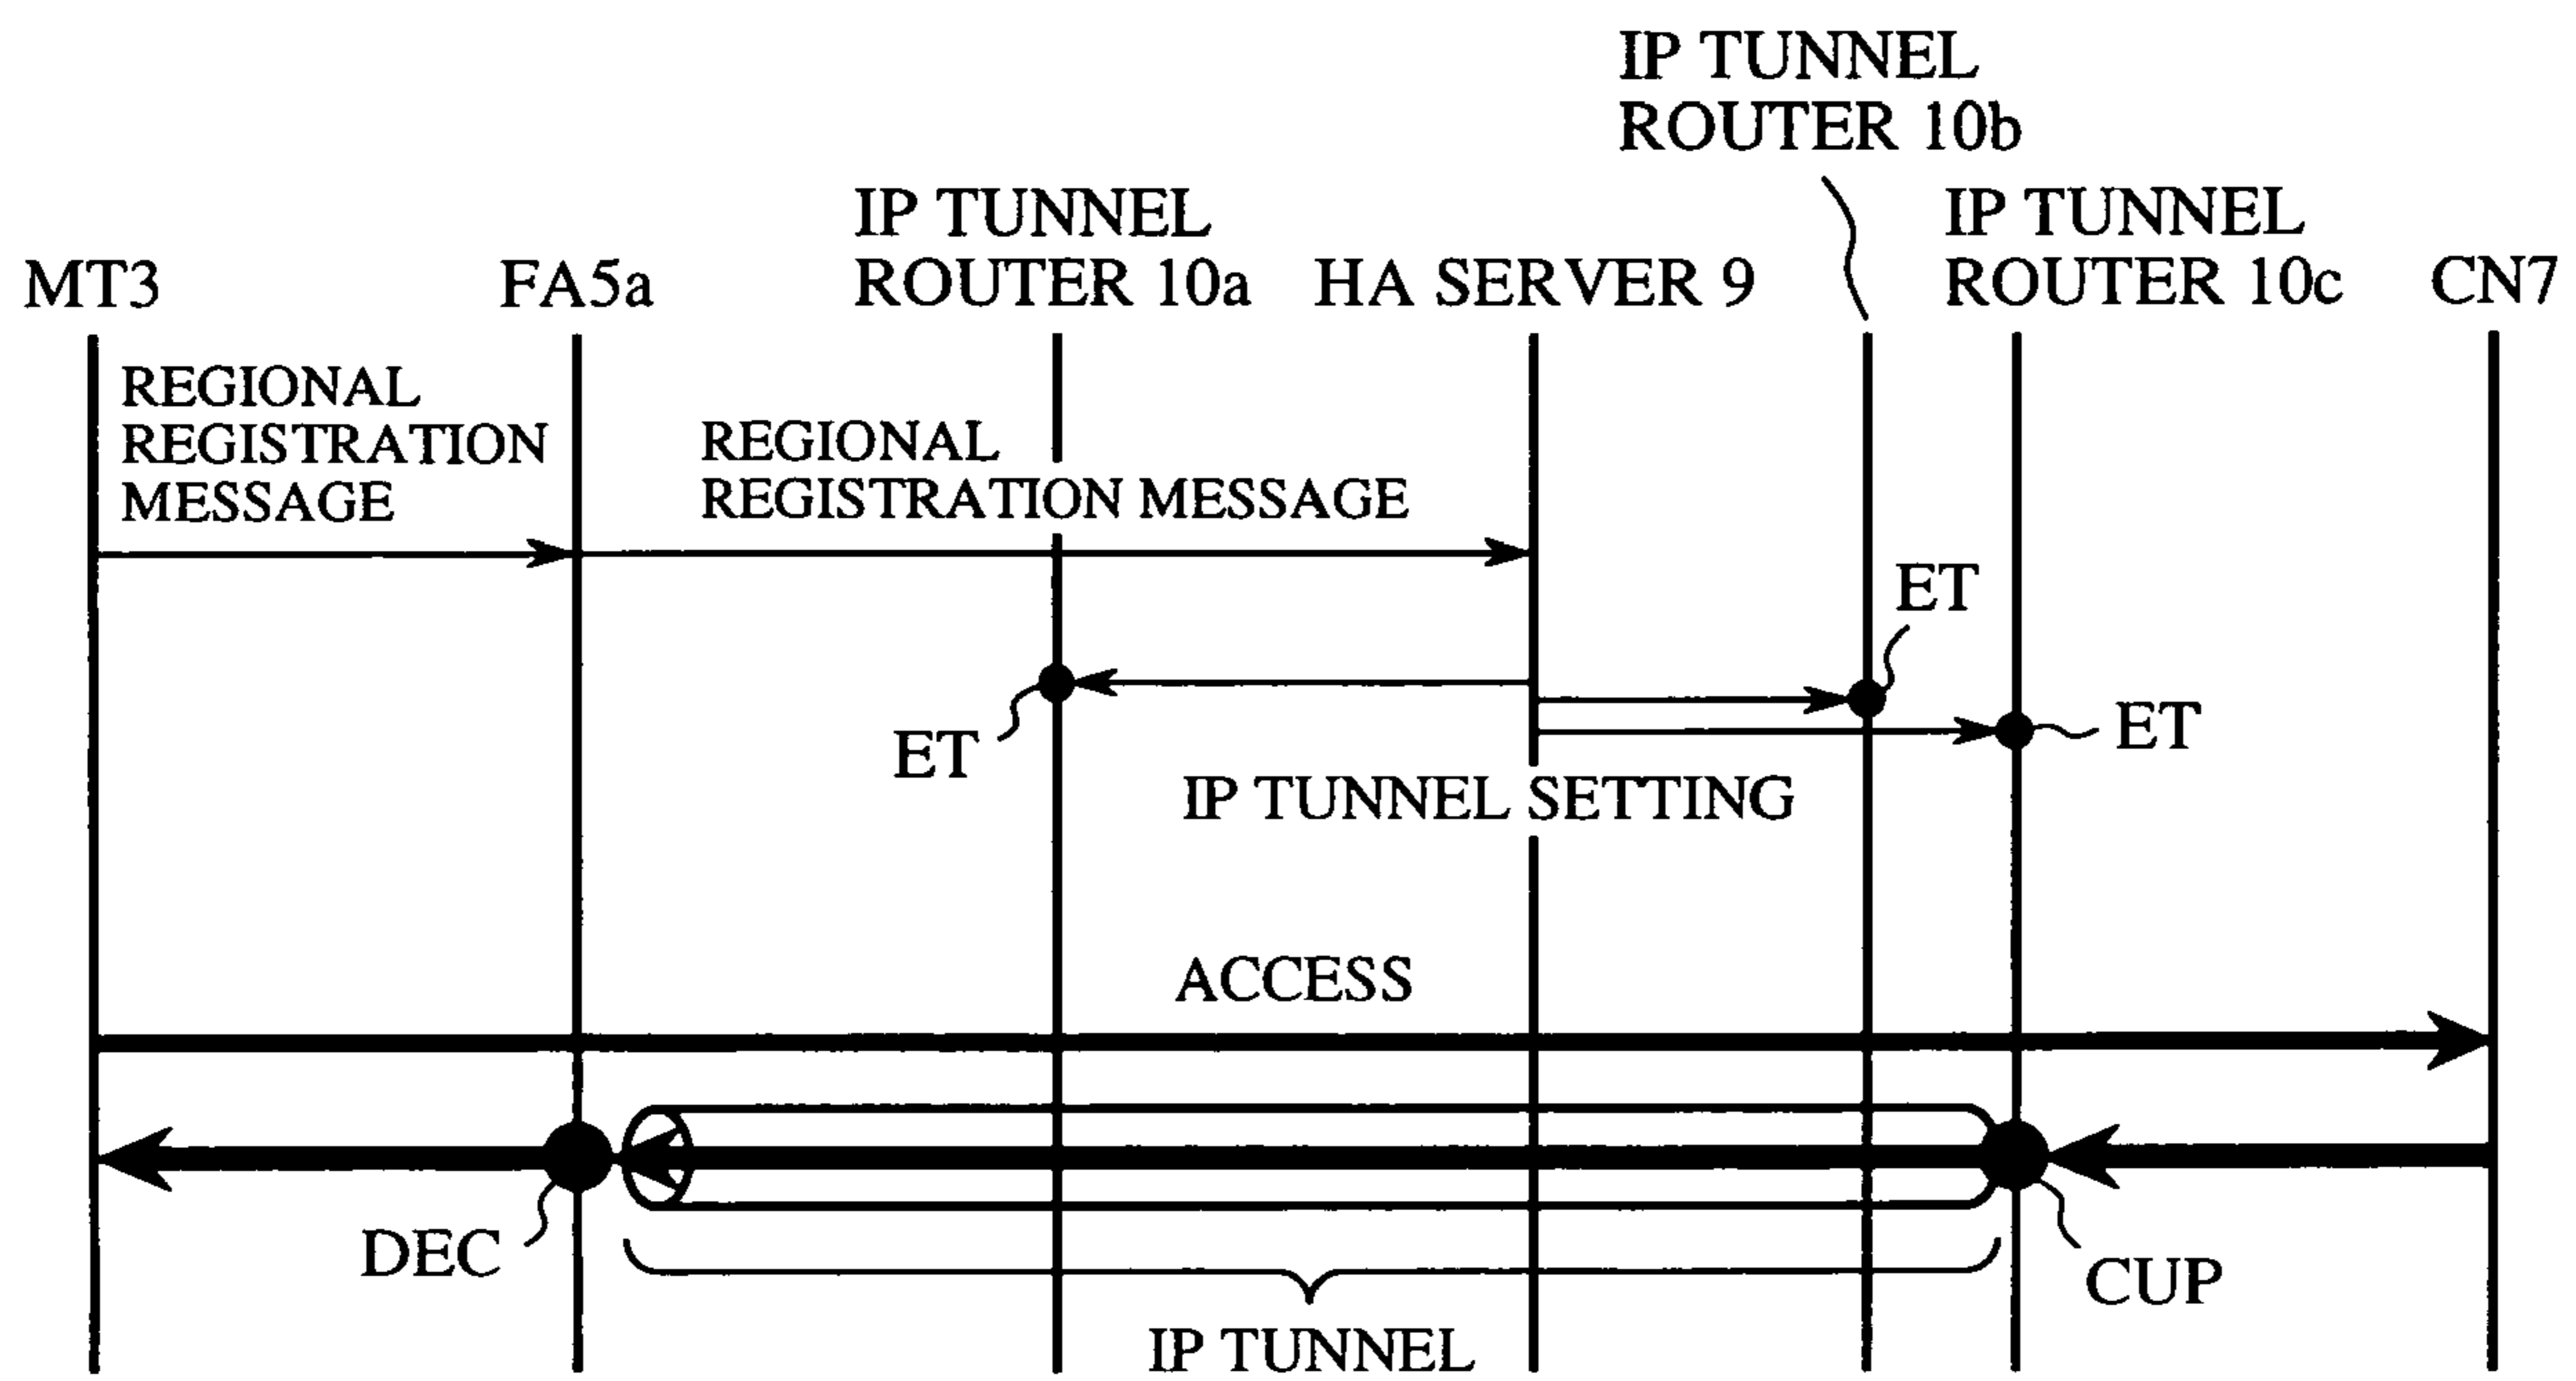 IP TUNNEL
ROUTER 10b
IP TUNNEL
ROUTER 10a
IP TUNNEL
ROUTER 10c
MT3
FA5a
HA SERVER 9
CN7
REGIONAL
REGISTRATION
MESSAGE
REGIONAL
REGISTRATION MESSAGE
ET
ET
ET
IP TUNNEL SETTING
ACCESS
DEC
CUP
IP TUNNEL